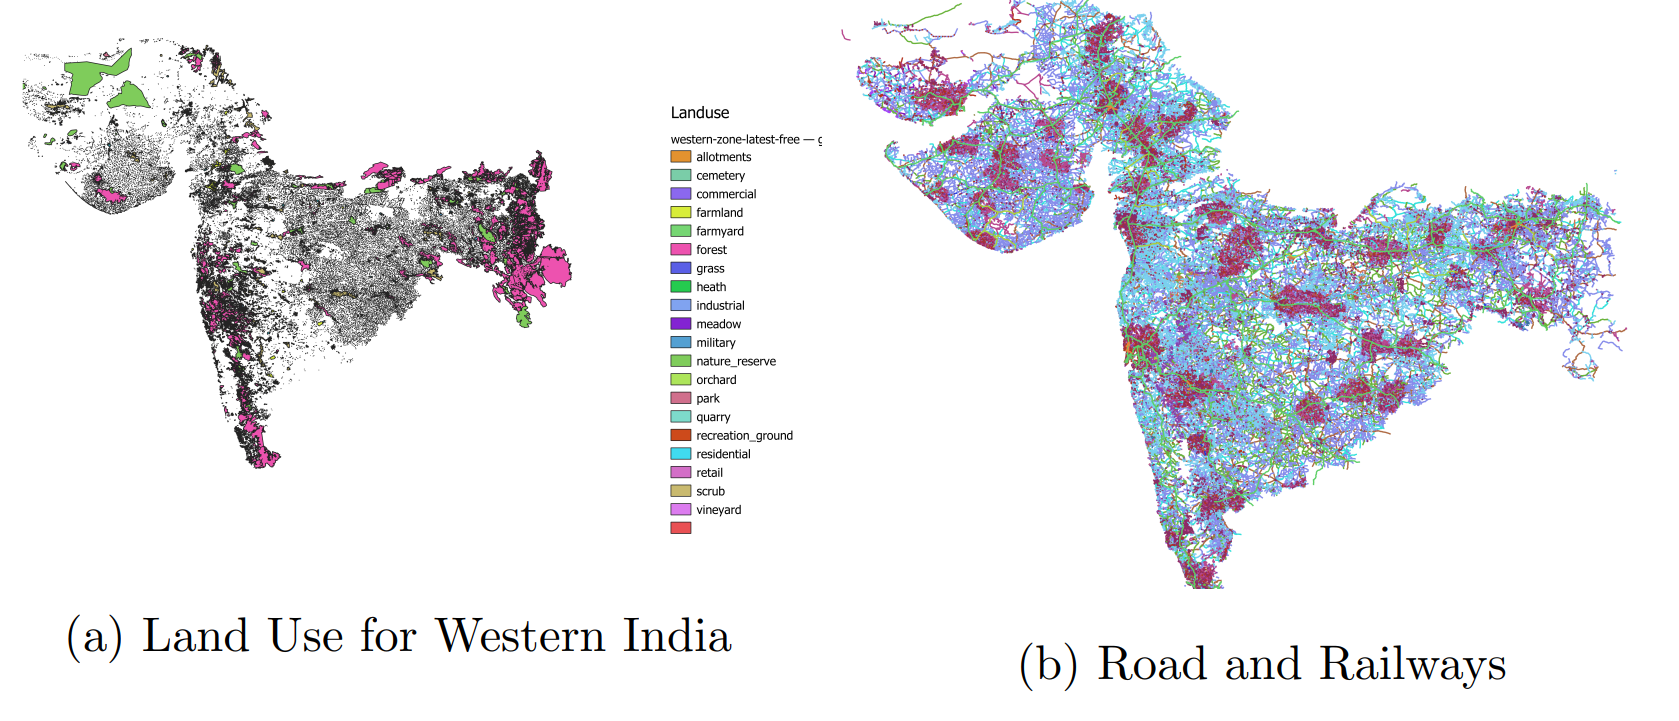 Landuse
western-zone-latest-free — g
allotments
cemetery
commercial
farmland
farmyard
forest
grass
heath
industrial
meadow
military
nature_reserve
orchard
park
quarry
recreation_ground
residential
retail
scrub
vineyard
(a) Land Use for Western India
(b) Road and Railways